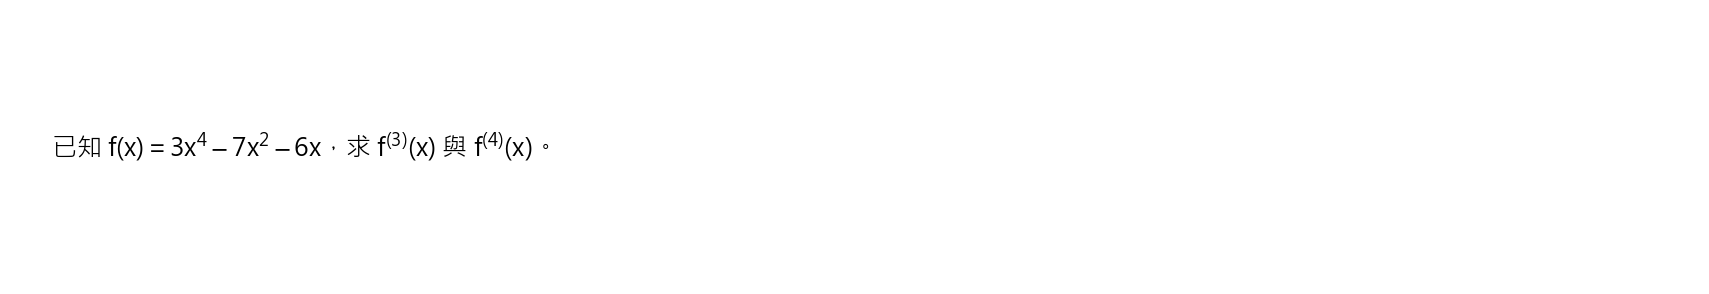 已知 f(x) = 3x⁴ – 7x² – 6x，求 f⁽³⁾(x) 與 f⁽⁴⁾(x)。